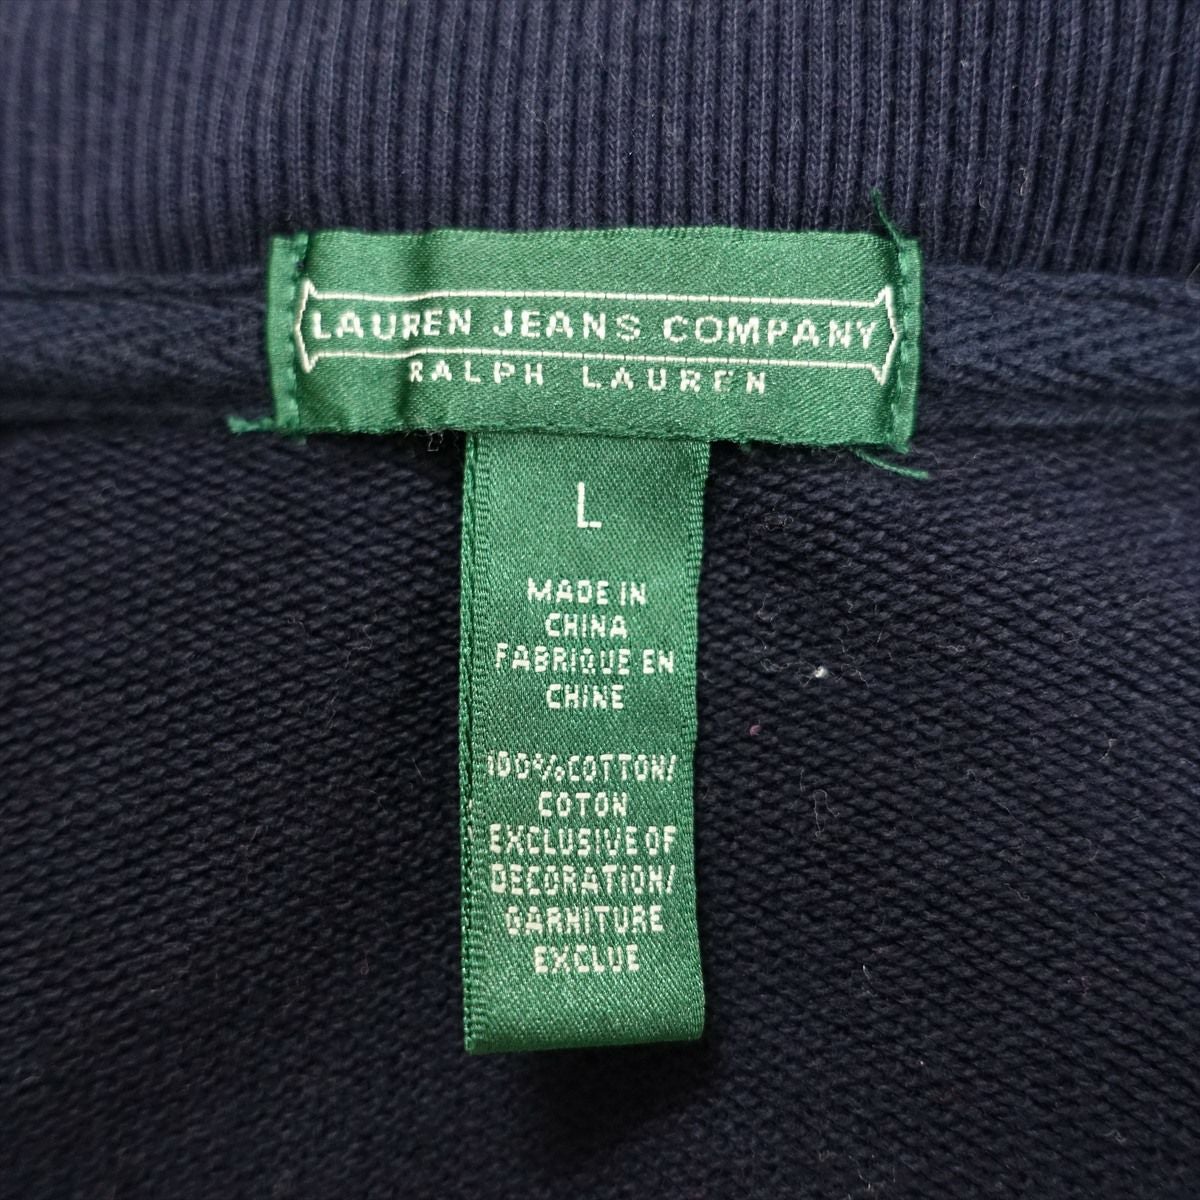 LAUREN JEANS COMPANY
RALPH LAUREN
L
MADE IN
CHINA
FABRIQUE EN
CHINE
100%COTTON/
COTON
EXCLUSIVE OF
DECORATION/
GARNITURE
EXCLUE